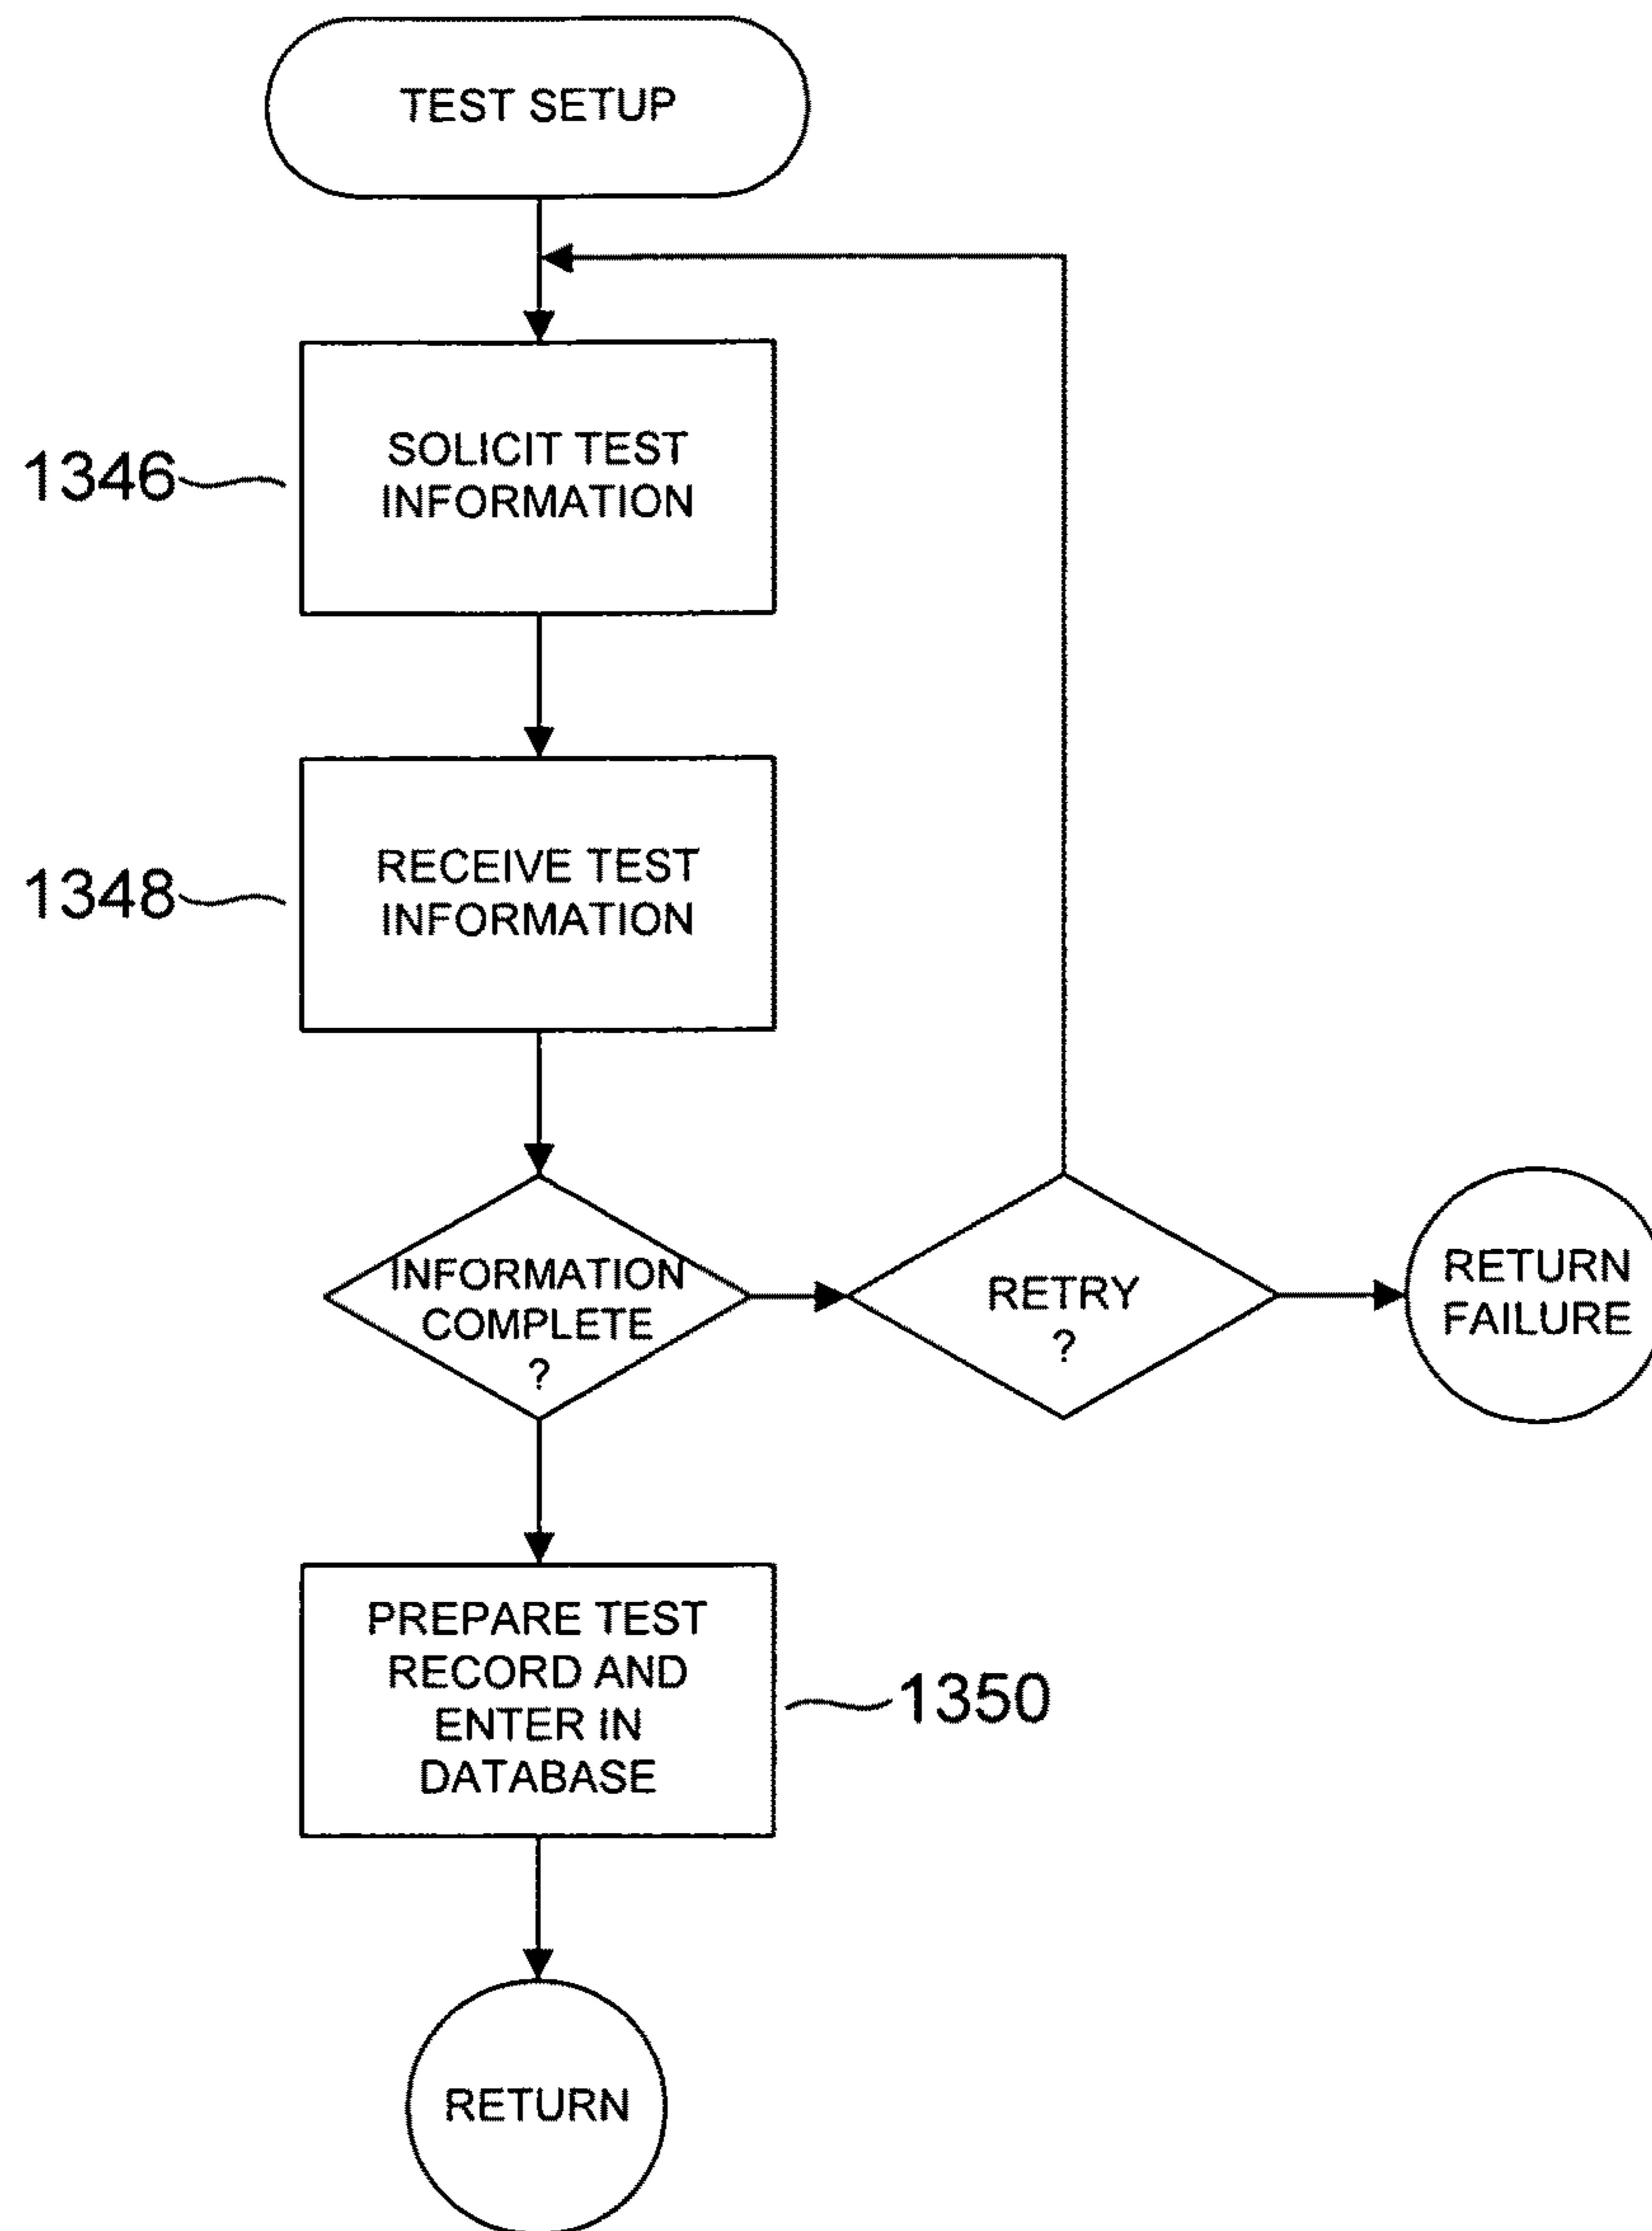 TEST SETUP
1346
SOLICIT TEST
INFORMATION
1348
RECEIVE TEST
INFORMATION
INFORMATION
COMPLETE
?
RETRY
?
RETURN
FAILURE
PREPARE TEST
RECORD AND
ENTER IN
DATABASE
1350
RETURN